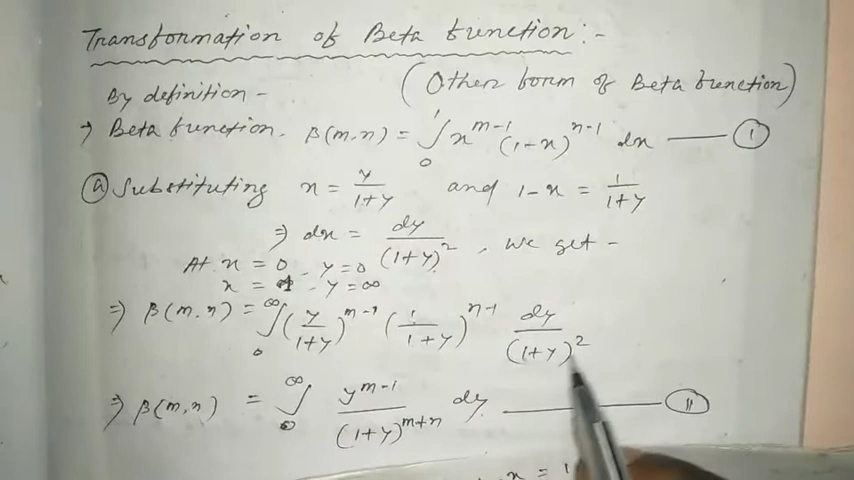 Transformation of Beta function :-
(Other form of Beta function)
By definition -
→ Beta function. β(m,n) = ∫₀¹ x^{m-1} (1-x)^{n-1} dx —— ①
ⓐ Substituting x = y/(1+y) and 1-x = 1/(1+y)
⇒ dx = dy/(1+y)², we get -
At x = 0 - y = 0
x = 1 - y = ∞
⇒ β(m,n) = ∫₀^∞ (y/(1+y))^{m-1} (1/(1+y))^{n-1} dy/(1+y)²
⇒ β(m,n) = ∫₀^∞ y^{m-1}/(1+y)^{m+n} dy —— ⑪
x = 1